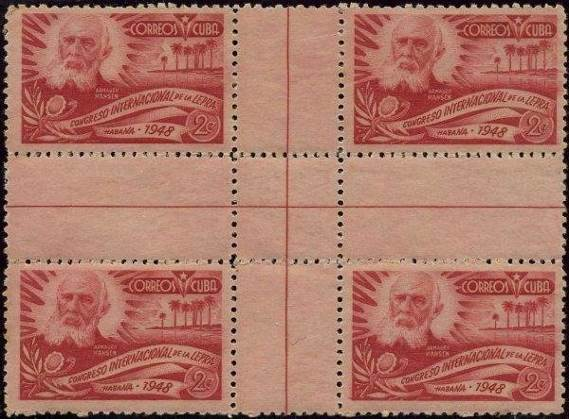 CORREOS CUBA
ARMAUER
HANSEN
CONGRESO INTERNACIONAL DE LA LEPRA
HABANA - 1948
2c
CORREOS CUBA
ARMAUER
HANSEN
CONGRESO INTERNACIONAL DE LA LEPRA
HABANA - 1948
2c
CORREOS CUBA
ARMAUER
HANSEN
CONGRESO INTERNACIONAL DE LA LEPRA
HABANA - 1948
2c
CORREOS CUBA
ARMAUER
HANSEN
CONGRESO INTERNACIONAL DE LA LEPRA
HABANA - 1948
2c